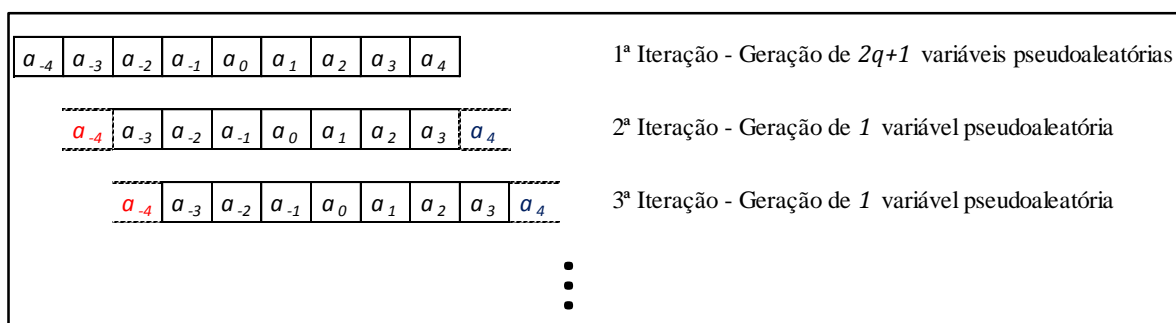 a -4 a -3 a -2 a -1 a 0 a 1 a 2 a 3 a 4 1ª Iteração - Geração de 2q+1 variáveis pseudoaleatórias
a -4 a -3 a -2 a -1 a 0 a 1 a 2 a 3 a 4 2ª Iteração - Geração de 1 variável pseudoaleatória
a -4 a -3 a -2 a -1 a 0 a 1 a 2 a 3 a 4 3ª Iteração - Geração de 1 variável pseudoaleatória